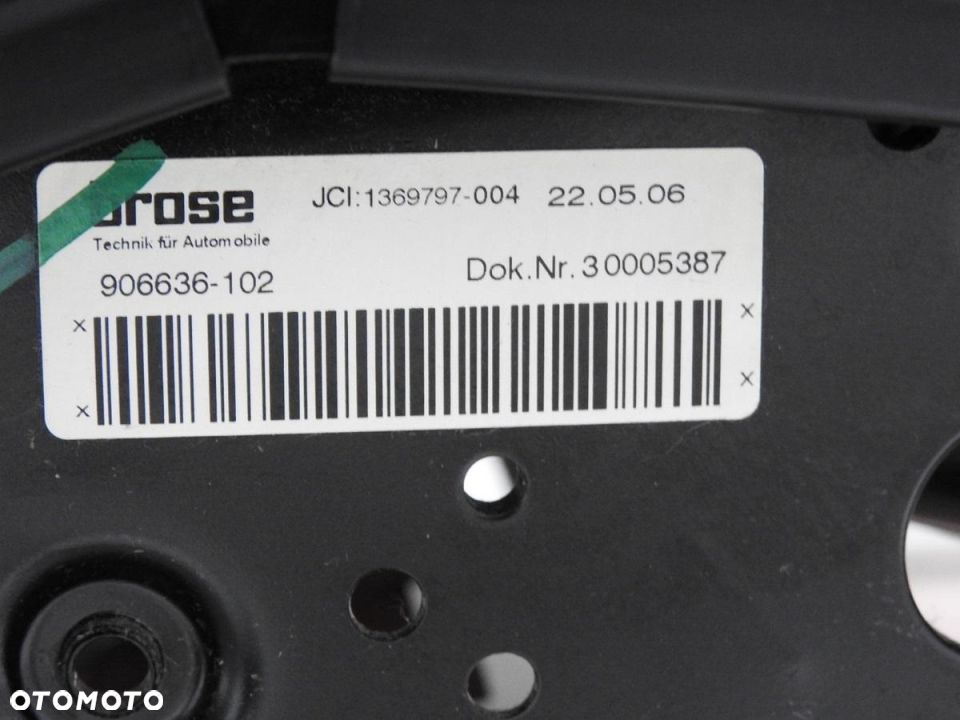 brose
JCI:1369797-004 22.05.06
Technik für Automobile
906636-102
Dok.Nr.30005387
x x
x x
OTOMOTO